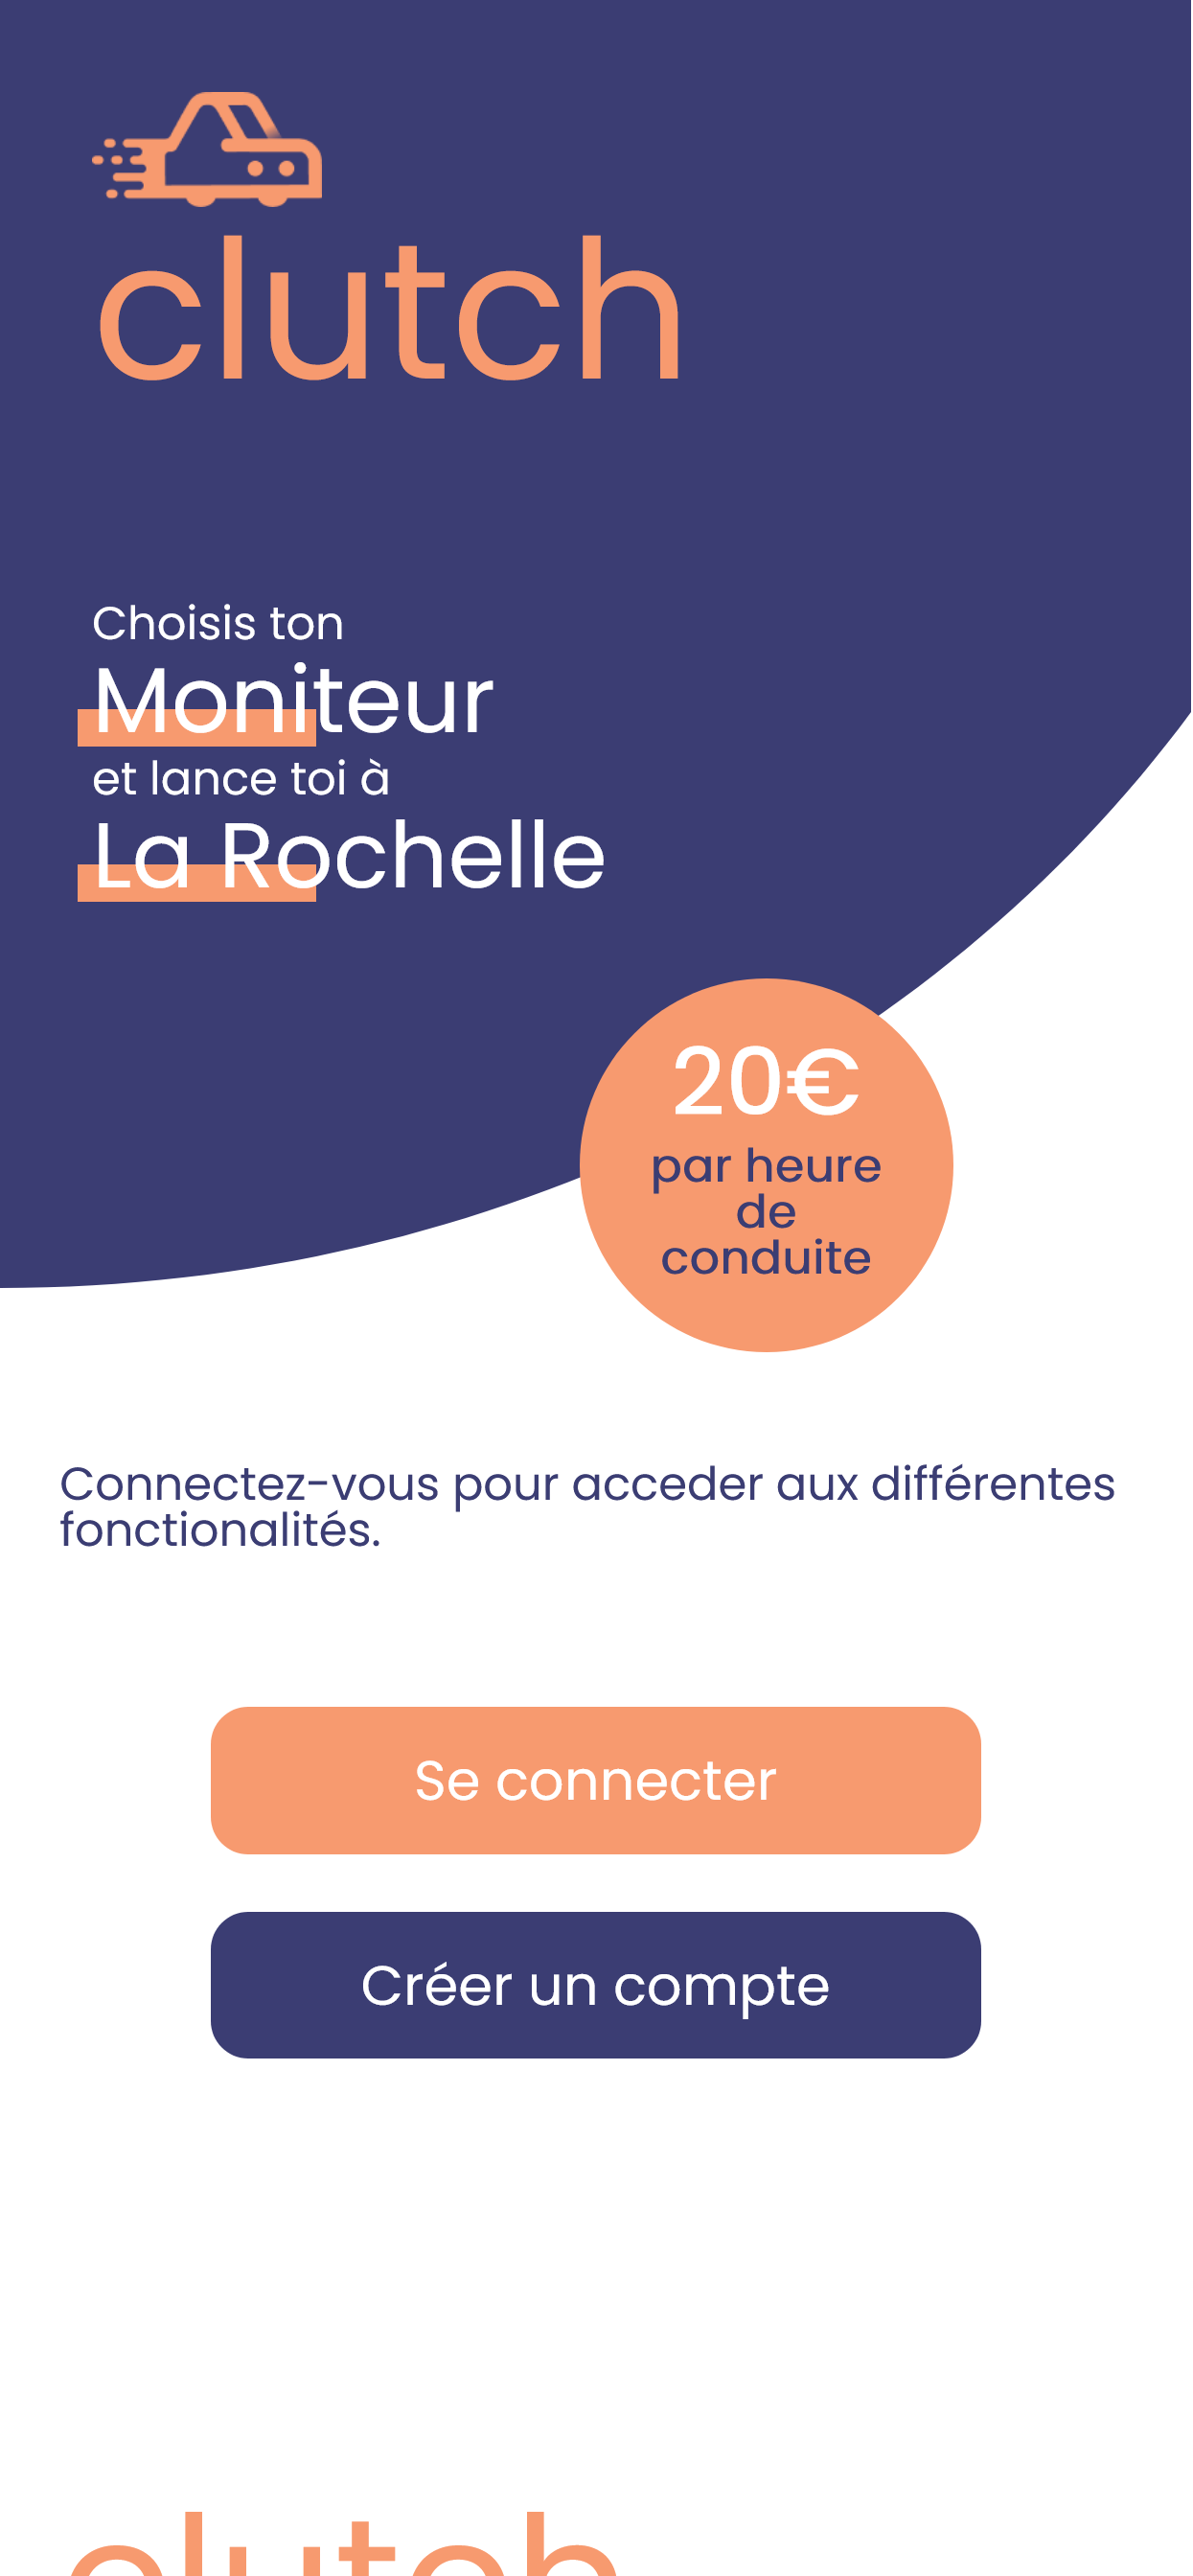 clutch
Choisis ton
Moniteur
et lance toi à
La Rochelle
20€
par heure
de
conduite
Connectez-vous pour acceder aux différentes
fonctionalités.
Se connecter
Créer un compte
clutch